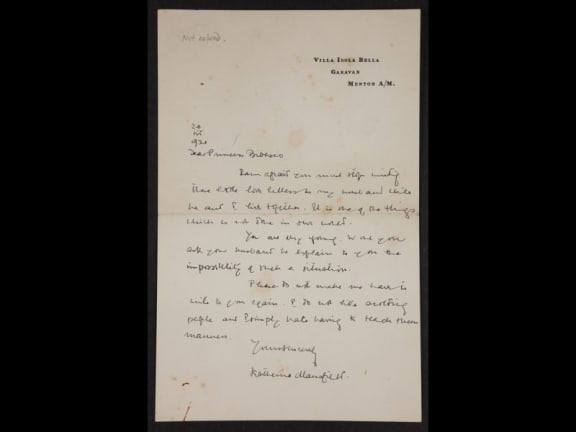 Not
VILLA ISOLA BELLA
GARAVAN
MENTON A/M.
24
iii
1921
Dear Princess Bibesco
I am afraid you must stop writing
these little love letters to my husband while
he and I live together. It is one of the things
which is not done in our world.
You are very young. Won't you
ask your husband to explain to you the
impossibility of such a situation.
Please do not make me have to
write to you again. I do not like scolding
people and I simply hate having to teach them
manners.
Yours sincerely
Katherine Mansfield.